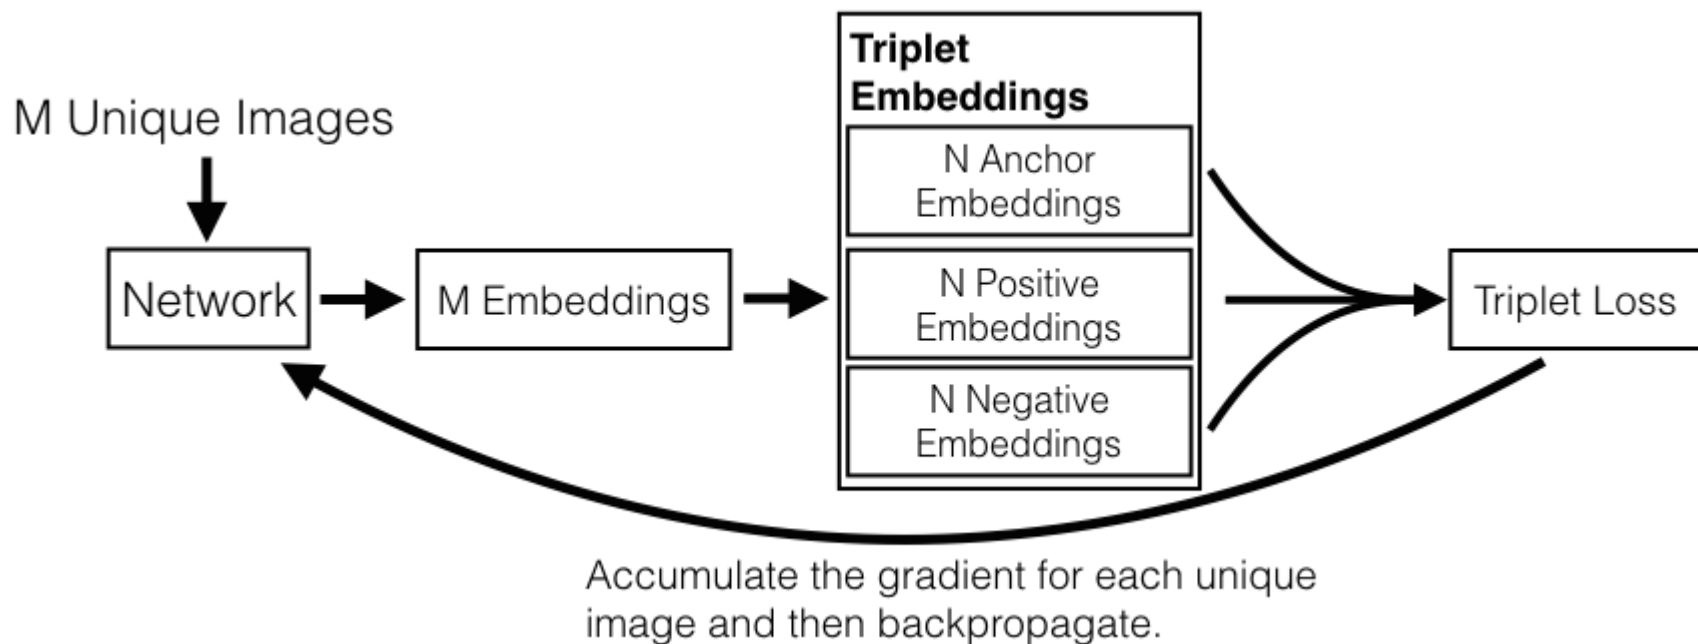 M Unique Images
Network
M Embeddings
Triplet
Embeddings
N Anchor
Embeddings
N Positive
Embeddings
N Negative
Embeddings
Triplet Loss
Accumulate the gradient for each unique
image and then backpropagate.